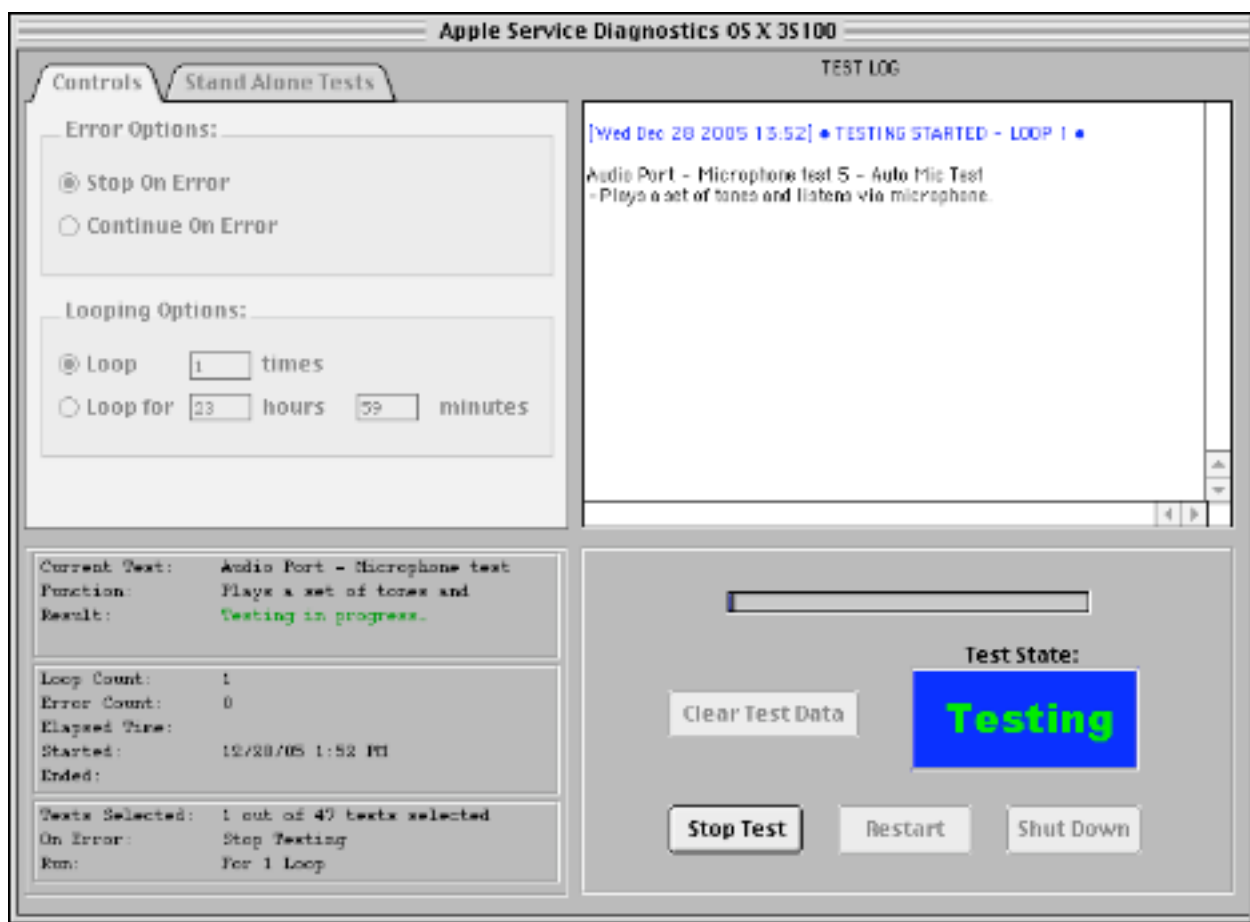 Apple Service Diagnostics OS X 3S100
Controls
Stand Alone Tests
Error Options:
Stop On Error
Continue On Error
Looping Options:
Loop 1 times
Loop for 23 hours 59 minutes
TEST LOG
[Wed Dec 28 2005 13:52] • TESTING STARTED - LOOP 1 •
Audio Port - Microphone test 5 - Auto Mic Test
- Plays a set of tones and listens via microphone.
Current Test: Audio Port - Microphone test
Function: Plays a set of tones and
Result: Testing in progress.
Loop Count: 1
Error Count: 0
Elapsed Time:
Started: 12/28/05 1:52 PM
Ended:
Tests Selected: 1 out of 47 tests selected
On Error: Stop Testing
Run: For 1 Loop
Test State:
Clear Test Data
Testing
Stop Test
Restart
Shut Down